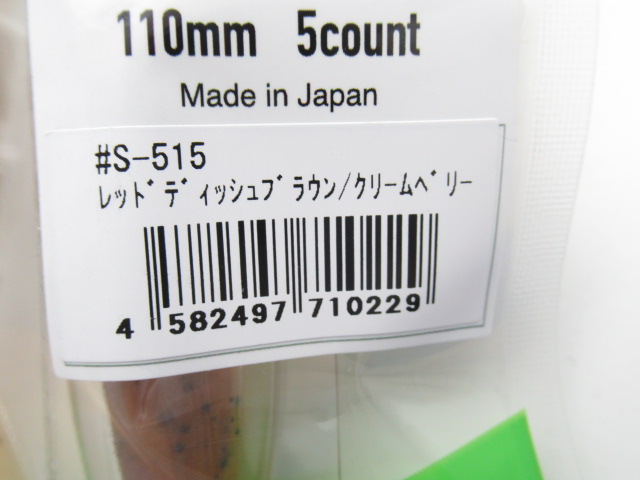 110mm 5count
Made in Japan
#S-515
ﾚｯﾄﾞﾃﾞｨｯｼｭﾌﾞﾗｳﾝ/ｸﾘｰﾑﾍﾞﾘｰ
4 582497 710229